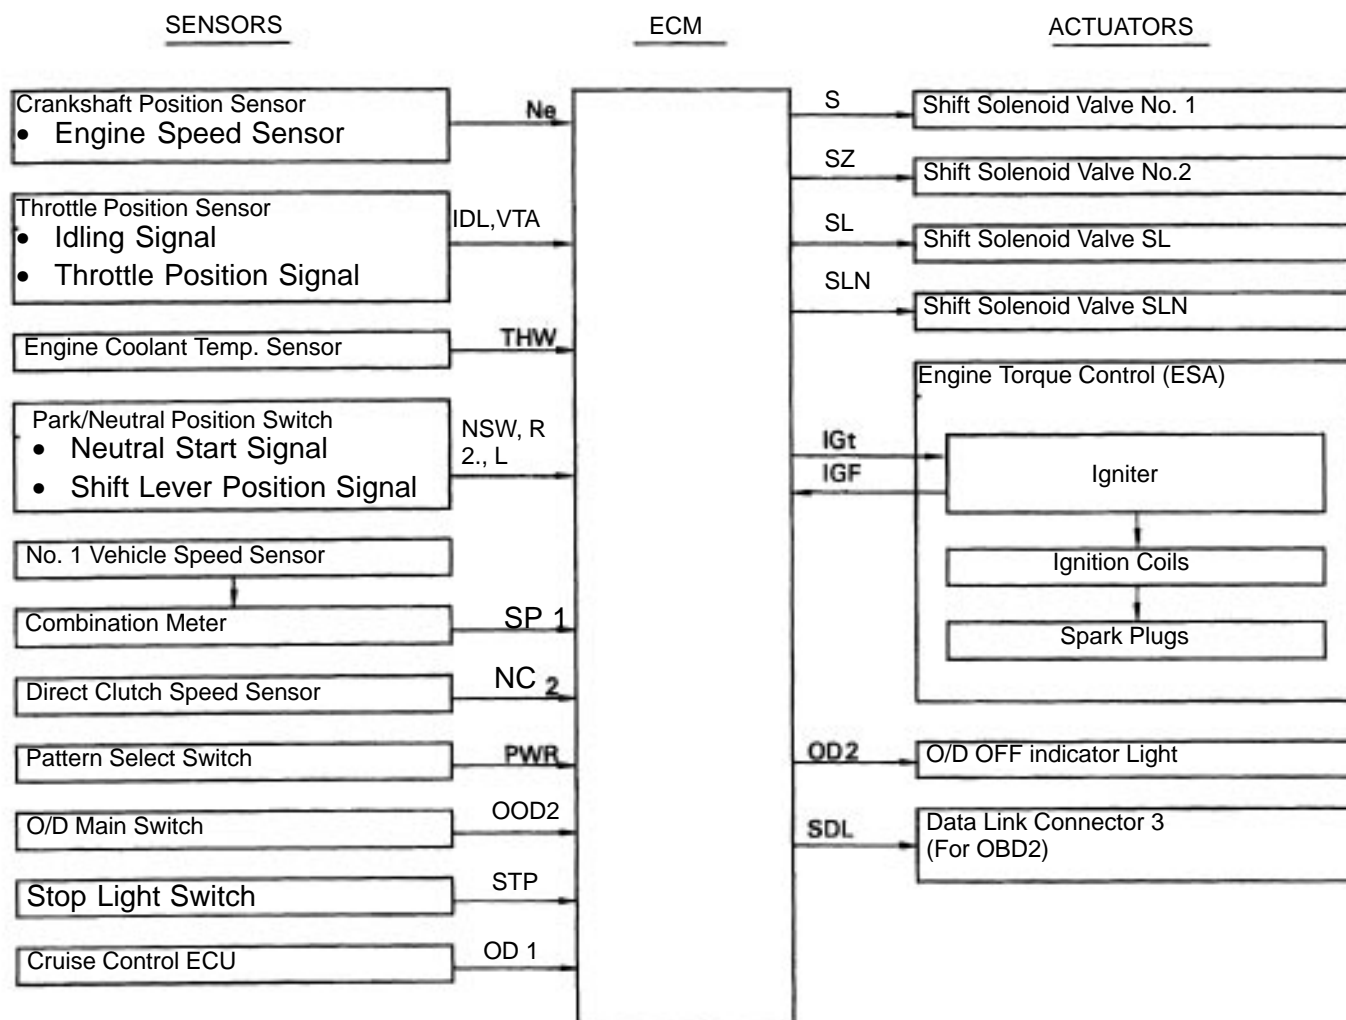 SENSORS
ECM
ACTUATORS
Crankshaft Position Sensor
• Engine Speed Sensor
Ne
Throttle Position Sensor
• Idling Signal
• Throttle Position Signal
IDL,VTA
Engine Coolant Temp. Sensor
THW
Park/Neutral Position Switch
• Neutral Start Signal
• Shift Lever Position Signal
NSW, R
2., L
No. 1 Vehicle Speed Sensor
Combination Meter
SP 1
Direct Clutch Speed Sensor
NC 2
Pattern Select Switch
PWR
O/D Main Switch
OOD2
Stop Light Switch
STP
Cruise Control ECU
OD 1
S
Shift Solenoid Valve No. 1
SZ
Shift Solenoid Valve No.2
SL
Shift Solenoid Valve SL
SLN
Shift Solenoid Valve SLN
Engine Torque Control (ESA)
IGt
IGF
Igniter
Ignition Coils
Spark Plugs
OD2
O/D OFF indicator Light
SDL
Data Link Connector 3
(For OBD2)